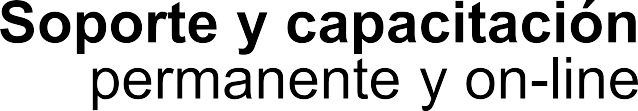 Soporte y capacitación
permanente y on-line